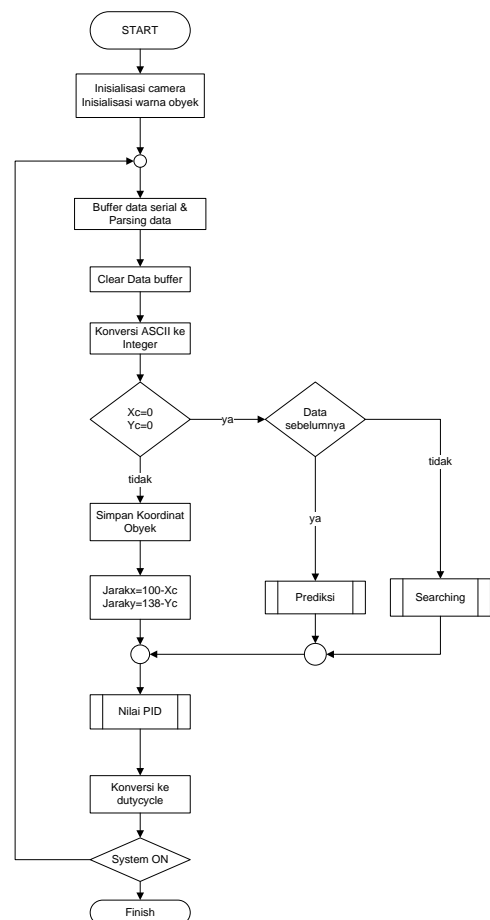 START
Inisialisasi camera
Inisialisasi warna obyek
Buffer data serial &
Parsing data
Clear Data buffer
Konversi ASCII ke
Integer
Xc=0
Yc=0
ya
Data
sebelumnya
tidak
tidak
ya
Simpan Koordinat
Obyek
Jarakx=100-Xc
Jaraky=138-Yc
Prediksi
Searching
Nilai PID
Konversi ke
dutycycle
System ON
Finish